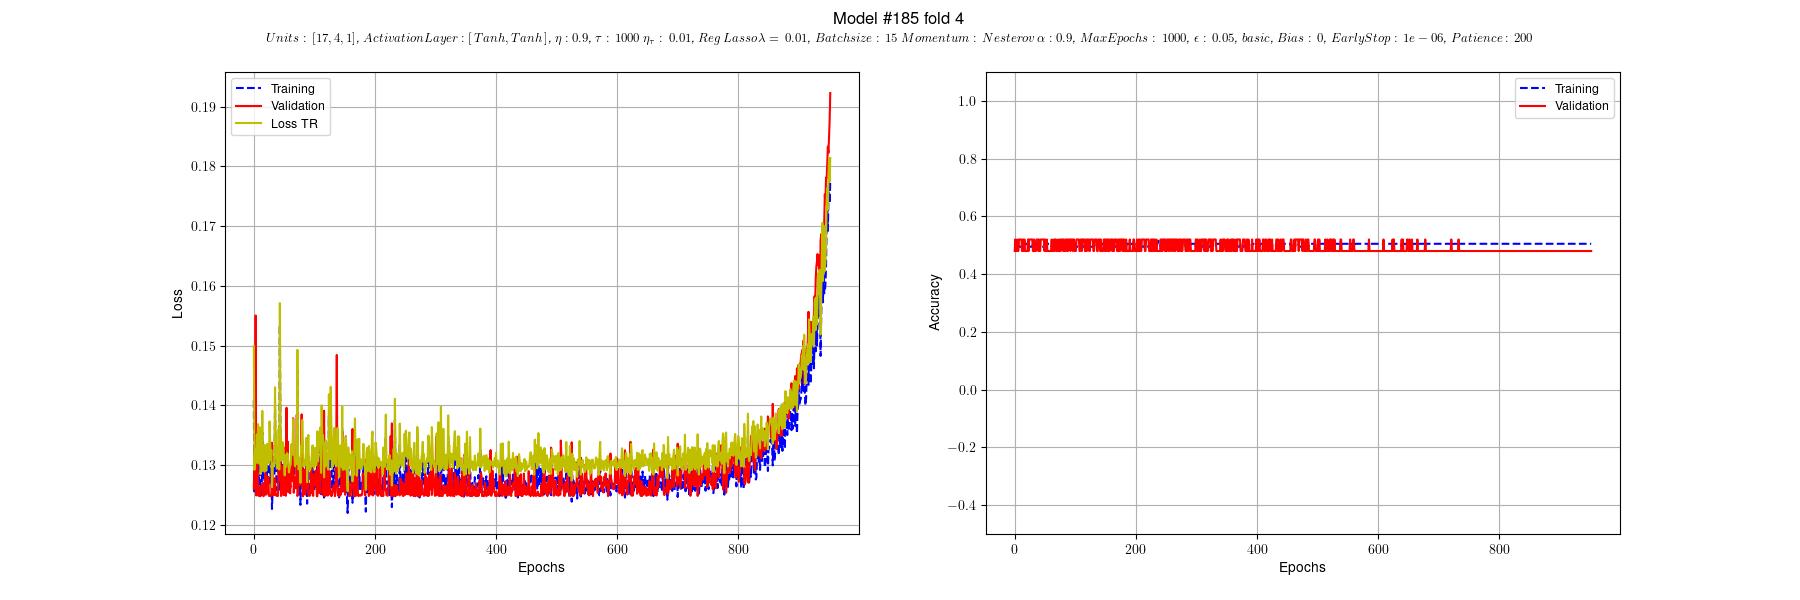 Model #185 fold 4
Units : [17, 4, 1], ActivationLayer : [Tanh, Tanh], η : 0.9, τ : 1000 ητ : 0.01, Reg Lassoλ = 0.01, Batchsize : 15 Momentum : Nesterov α : 0.9, MaxEpochs : 1000, ϵ : 0.05, basic, Bias : 0, EarlyStop : 1e − 06, Patience : 200
Training
Validation
Loss TR
0.19
0.18
0.17
0.16
0.15
0.14
0.13
0.12
Loss
0
200
400
600
800
Epochs
Training
Validation
1.0
0.8
0.6
0.4
0.2
0.0
−0.2
−0.4
Accuracy
0
200
400
600
800
Epochs